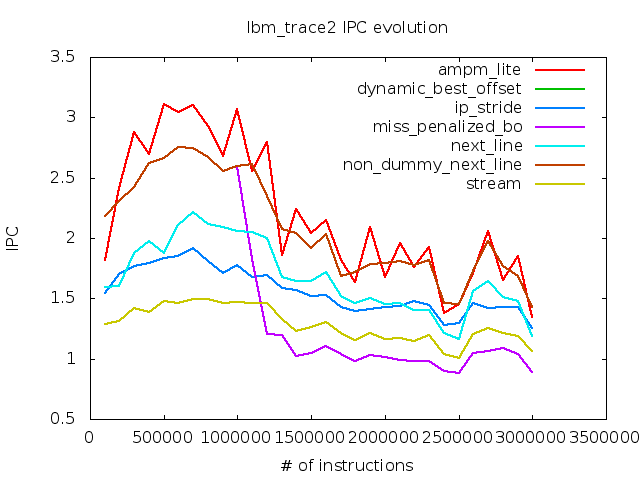 lbm_trace2 IPC evolution
3.5
3
2.5
2
1.5
1
0.5
IPC
ampm_lite
dynamic_best_offset
ip_stride
miss_penalized_bo
next_line
non_dummy_next_line
stream
0 500000 1000000 1500000 2000000 2500000 3000000 3500000
# of instructions